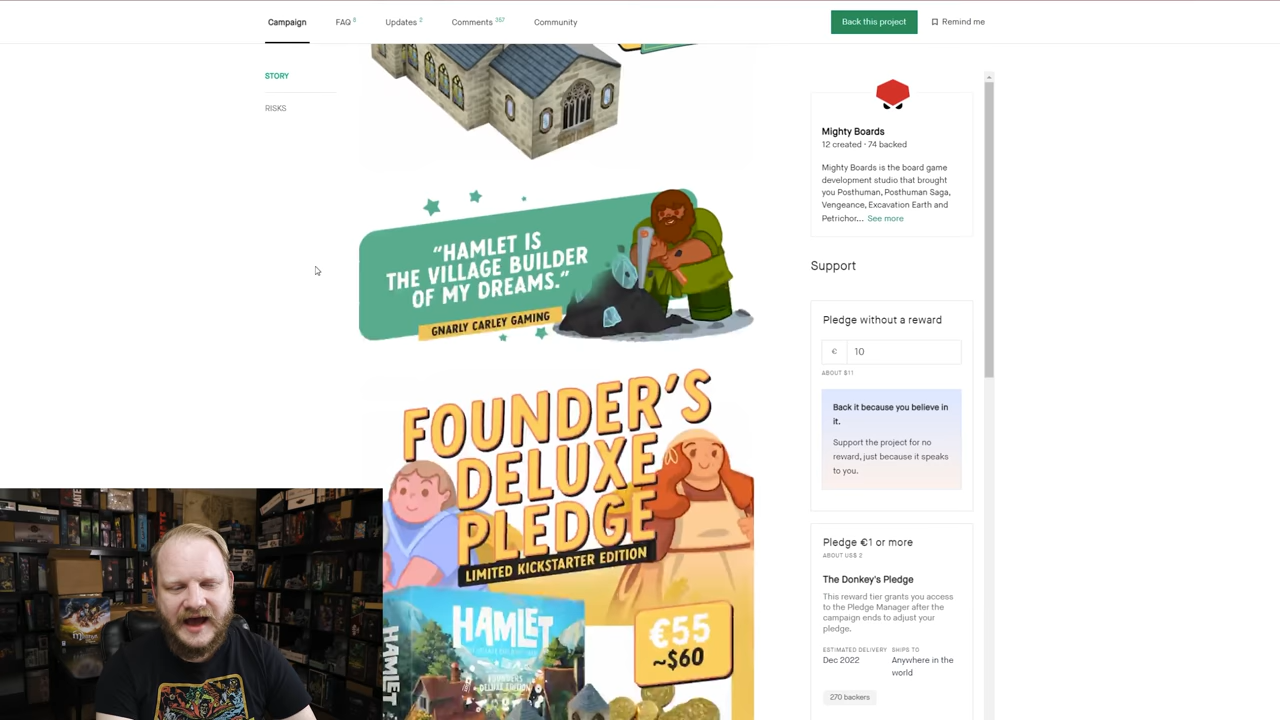 Campaign
FAQ 8
Updates 2
Comments 357
Community
Back this project
Remind me
STORY
RISKS
"HAMLET IS
THE VILLAGE BUILDER
OF MY DREAMS."
GNARLY CARLEY GAMING
FOUNDER'S
DELUXE
PLEDGE
LIMITED KICKSTARTER EDITION
HAMLET
FOUNDER'S
DELUXE EDITION
HAMLET
€55
~$60
Mighty Boards
12 created · 74 backed
Mighty Boards is the board game
development studio that brought
you Posthuman, Posthuman Saga,
Vengeance, Excavation Earth and
Petrichor... See more
Support
Pledge without a reward
€ 10
ABOUT $11
Back it because you believe in
it.
Support the project for no
reward, just because it speaks
to you.
Pledge €1 or more
ABOUT US$ 2
The Donkey's Pledge
This reward tier grants you access
to the Pledge Manager after the
campaign ends to adjust your
pledge.
ESTIMATED DELIVERY SHIPS TO
Dec 2022 Anywhere in the
world
270 backers